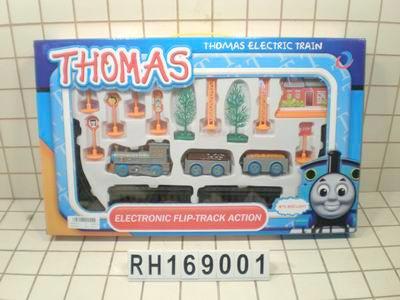 THOMAS
THOMAS ELECTRIC TRAIN
ELECTRONIC FLIP-TRACK ACTION
RH169001